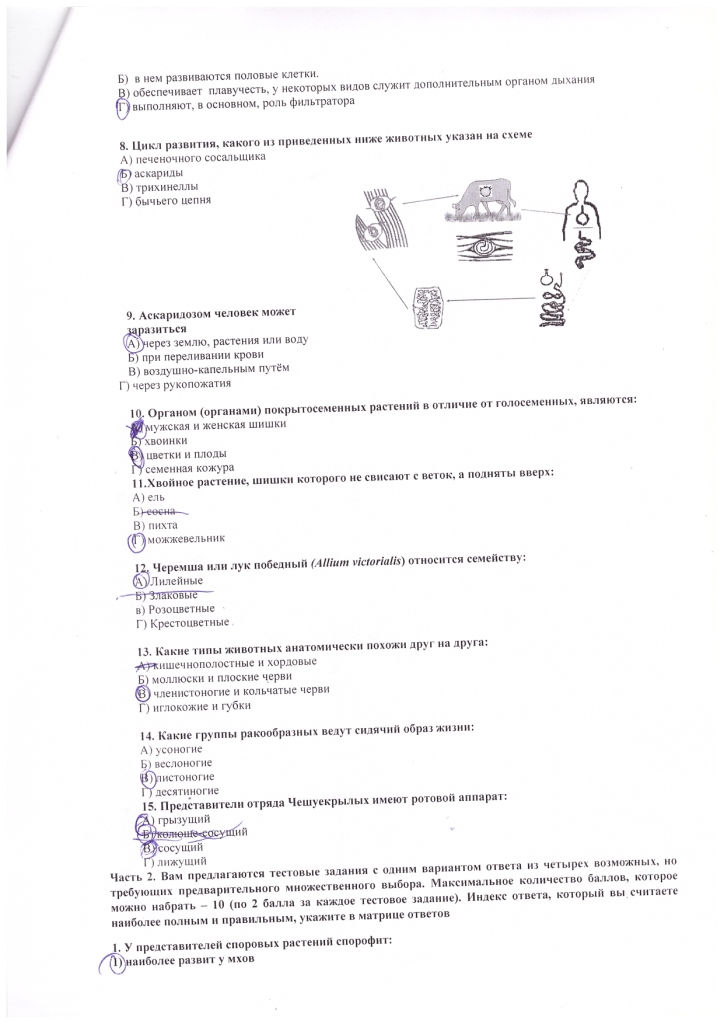 Б) в нем развиваются половые клетки.
В) обеспечивает плавучесть, у некоторых видов служит дополнительным органом дыхания
Г) выполняют, в основном, роль фильтратора
8. Цикл развития, какого из приведенных ниже животных указан на схеме
А) печеночного сосальщика
Б) аскариды
В) трихинеллы
Г) бычьего цепня
9. Аскаридозом человек может
заразиться
А) через землю, растения или воду
Б) при переливании крови
В) воздушно-капельным путём
Г) через рукопожатия
10. Органом (органами) покрытосеменных растений в отличие от голосеменных, являются:
А) мужская и женская шишки
Б) хвоинки
В) цветки и плоды
Г) семенная кожура
11.Хвойное растение, шишки которого не свисают с веток, а подняты вверх:
А) ель
Б) сосна
В) пихта
Г) можжевельник
12. Черемша или лук победный (Allium victorialis) относится семейству:
А) Лилейные
Б) Злаковые
в) Розоцветные
Г) Крестоцветные
13. Какие типы животных анатомически похожи друг на друга:
А) кишечнополостные и хордовые
Б) моллюски и плоские черви
В) членистоногие и кольчатые черви
Г) иглокожие и губки
14. Какие группы ракообразных ведут сидячий образ жизни:
А) усоногие
Б) веслоногие
В) листоногие
Г) десятиногие
15. Представители отряда Чешуекрылых имеют ротовой аппарат:
А) грызущий
Б) колюще-сосущий
В) сосущий
Г) лижущий
Часть 2. Вам предлагаются тестовые задания с одним вариантом ответа из четырех возможных, но
требующих предварительного множественного выбора. Максимальное количество баллов, которое
можно набрать – 10 (по 2 балла за каждое тестовое задание). Индекс ответа, который вы считаете
наиболее полным и правильным, укажите в матрице ответов
1. У представителей споровых растений спорофит:
1) наиболее развит у мхов